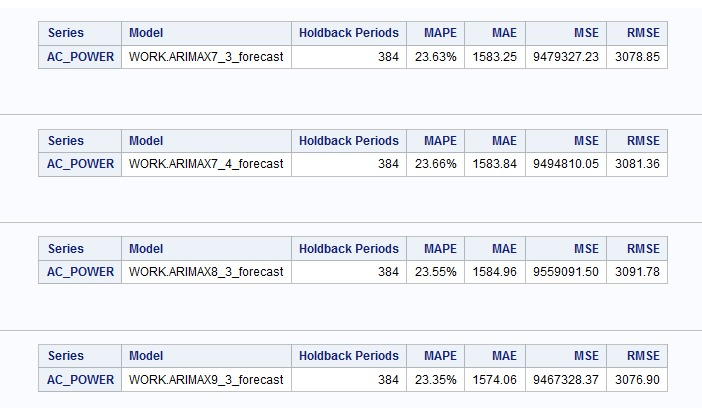 Series Model Holdback Periods MAPE MAE MSE RMSE
AC_POWER WORK.ARIMAX7_3_forecast 384 23.63% 1583.25 9479327.23 3078.85
Series Model Holdback Periods MAPE MAE MSE RMSE
AC_POWER WORK.ARIMAX7_4_forecast 384 23.66% 1583.84 9494810.05 3081.36
Series Model Holdback Periods MAPE MAE MSE RMSE
AC_POWER WORK.ARIMAX8_3_forecast 384 23.55% 1584.96 9559091.50 3091.78
Series Model Holdback Periods MAPE MAE MSE RMSE
AC_POWER WORK.ARIMAX9_3_forecast 384 23.35% 1574.06 9467328.37 3076.90